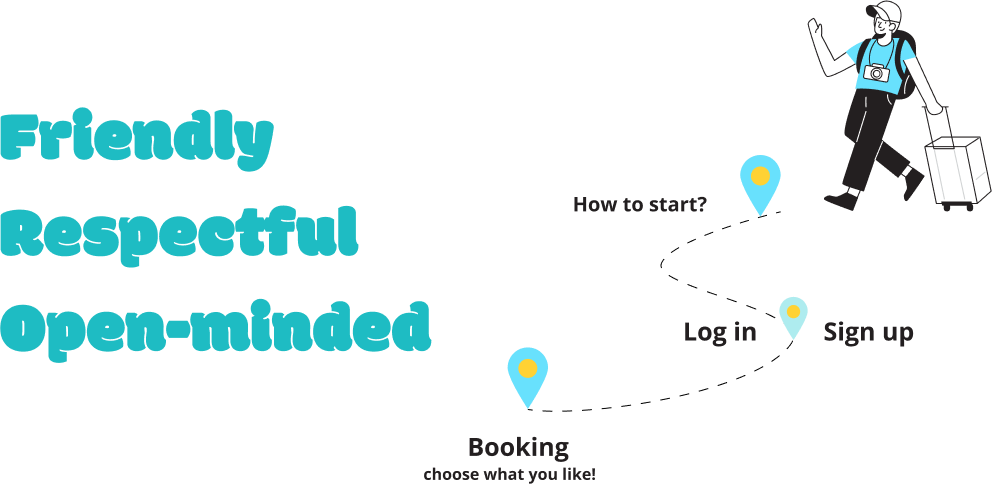 Friendly
Respectful
Open-minded
How to start?
Log in
Sign up
Booking
choose what you like!